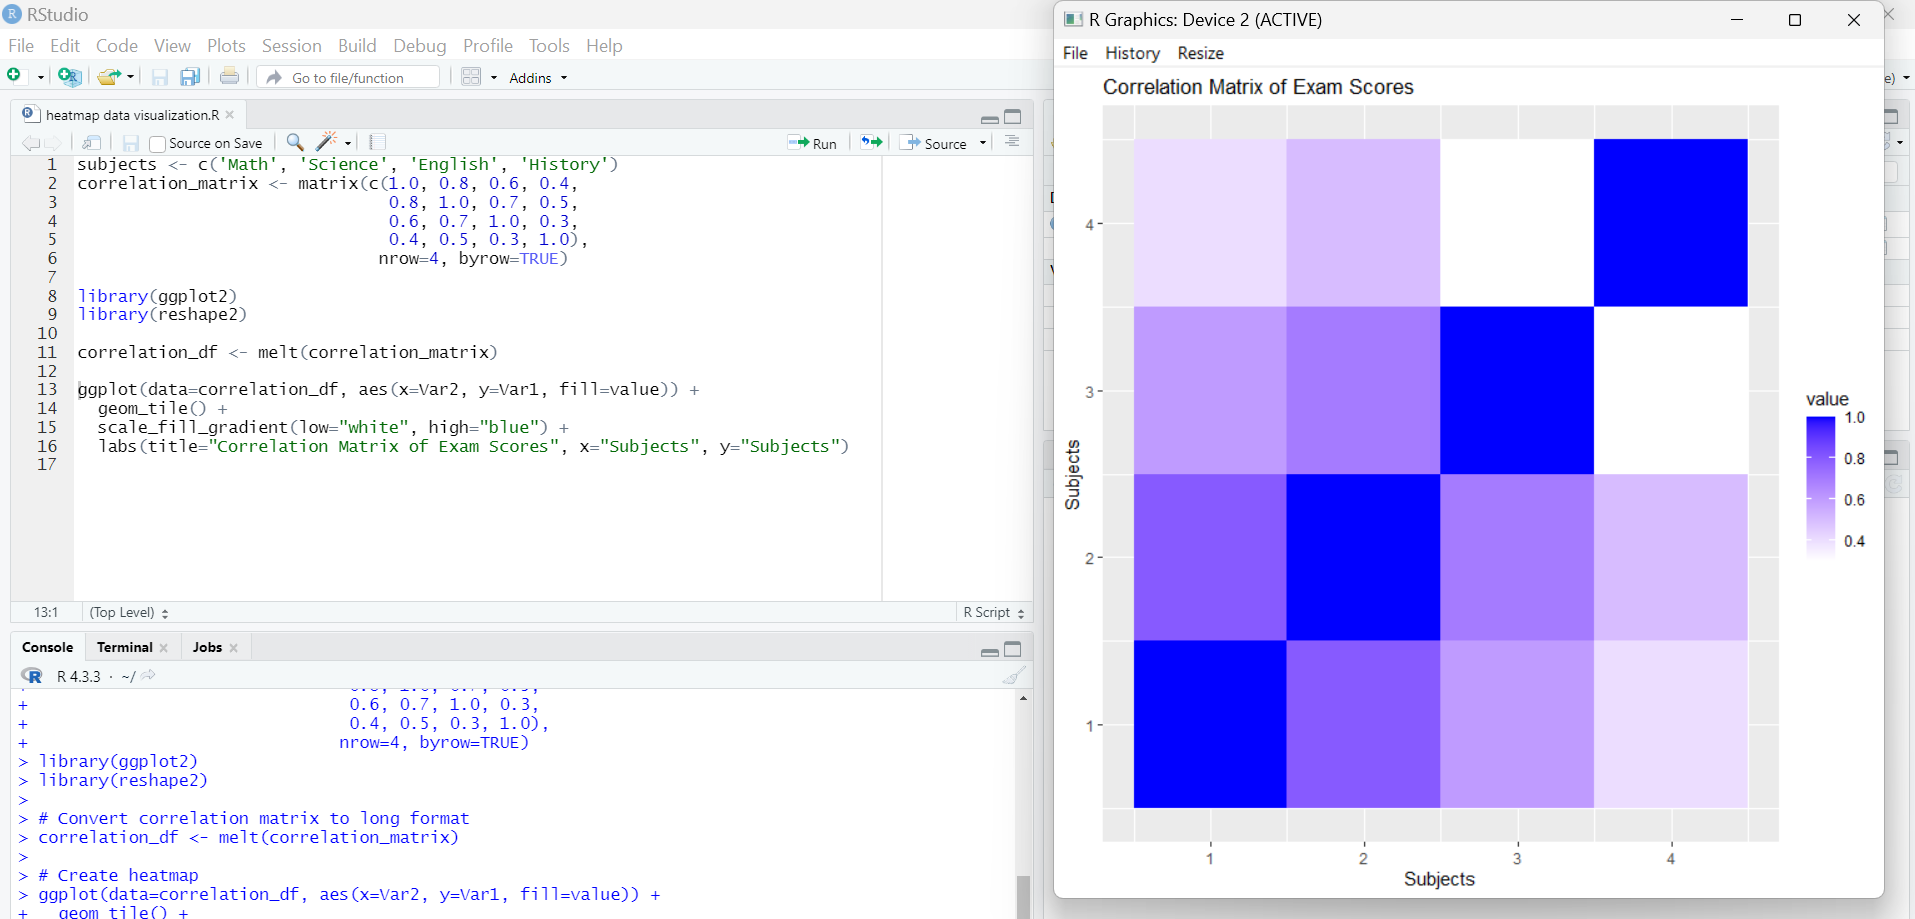 RStudio
File Edit Code View Plots Session Build Debug Profile Tools Help
Go to file/function Addins
heatmap data visualization.R
Source on Save Run Source
1 subjects <- c('Math', 'Science', 'English', 'History')
2 correlation_matrix <- matrix(c(1.0, 0.8, 0.6, 0.4,
3 0.8, 1.0, 0.7, 0.5,
4 0.6, 0.7, 1.0, 0.3,
5 0.4, 0.5, 0.3, 1.0),
6 nrow=4, byrow=TRUE)
7
8 library(ggplot2)
9 library(reshape2)
10
11 correlation_df <- melt(correlation_matrix)
12
13 ggplot(data=correlation_df, aes(x=Var2, y=Var1, fill=value)) +
14 geom_tile() +
15 scale_fill_gradient(low="white", high="blue") +
16 labs(title="Correlation Matrix of Exam Scores", x="Subjects", y="Subjects")
17
13:1 (Top Level) R Script
Console Terminal Jobs
R 4.3.3 · ~/
+ 0.6, 0.7, 1.0, 0.3,
+ 0.4, 0.5, 0.3, 1.0),
+ nrow=4, byrow=TRUE)
> library(ggplot2)
> library(reshape2)
>
> # Convert correlation matrix to long format
> correlation_df <- melt(correlation_matrix)
>
> # Create heatmap
> ggplot(data=correlation_df, aes(x=Var2, y=Var1, fill=value)) +
+ geom_tile() +
R Graphics: Device 2 (ACTIVE)
File History Resize
Correlation Matrix of Exam Scores
4
3
2
1
Subjects
1 2 3 4
Subjects
value
1.0
0.8
0.6
0.4